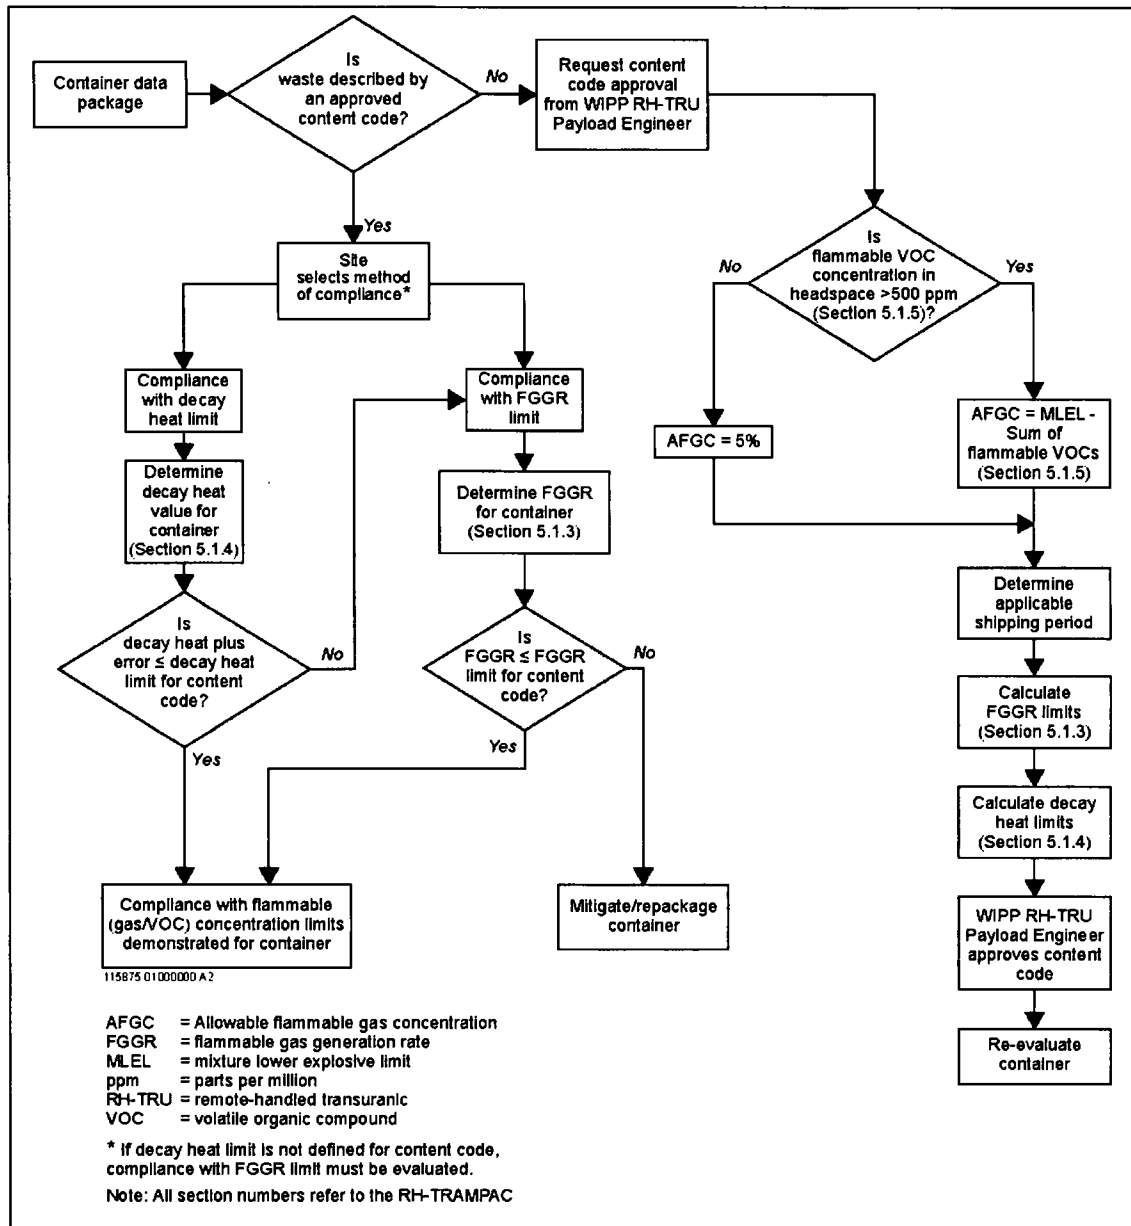 Container data
package
Is
waste described by
an approved
content code?
No
Request content
code approval
from WIPP RH-TRU
Payload Engineer
Yes
Site
selects method
of compliance*
Is
flammable VOC
concentration in
headspace >500 ppm
(Section 5.1.5)?
No
Yes
Compliance
with decay
heat limit
Compliance
with FGGR
limit
AFGC = 5%
AFGC = MLEL -
Sum of
flammable VOCs
(Section 5.1.5)
Determine
decay heat
value for
container
(Section 5.1.4)
Determine FGGR
for container
(Section 5.1.3)
Determine
applicable
shipping period
Is
decay heat plus
error ≤ decay heat
limit for content
code?
No
Yes
Is
FGGR ≤ FGGR
limit for content
code?
No
Yes
Calculate
FGGR limits
(Section 5.1.3)
Calculate decay
heat limits
(Section 5.1.4)
Compliance with flammable
(gas/VOC) concentration limits
demonstrated for container
Mitigate/repackage
container
WIPP RH-TRU
Payload Engineer
approves content
code
Re-evaluate
container
115875 01000000 A2
AFGC = Allowable flammable gas concentration
FGGR = flammable gas generation rate
MLEL = mixture lower explosive limit
ppm = parts per million
RH-TRU = remote-handled transuranic
VOC = volatile organic compound
* If decay heat limit is not defined for content code,
compliance with FGGR limit must be evaluated.
Note: All section numbers refer to the RH-TRAMPAC